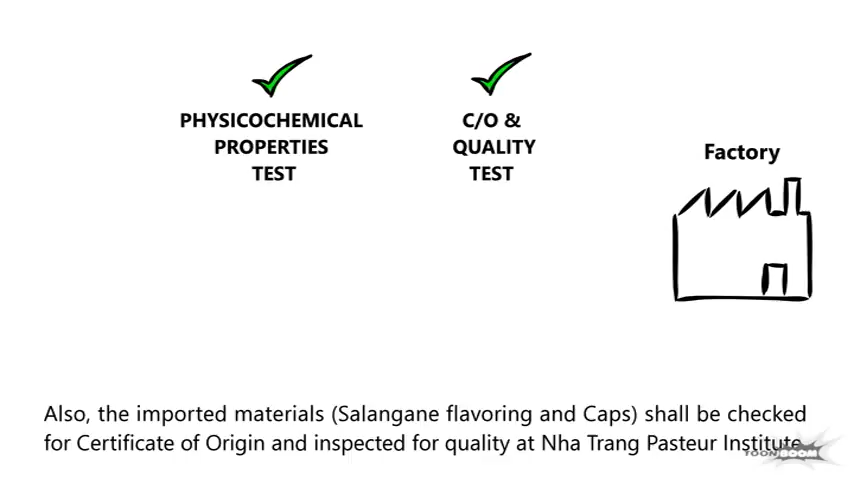 PHYSICOCHEMICAL
PROPERTIES
TEST
C/O &
QUALITY
TEST
Factory
Also, the imported materials (Salangane flavoring and Caps) shall be checked
for Certificate of Origin and inspected for quality at Nha Trang Pasteur Institute.
TOONBOOM